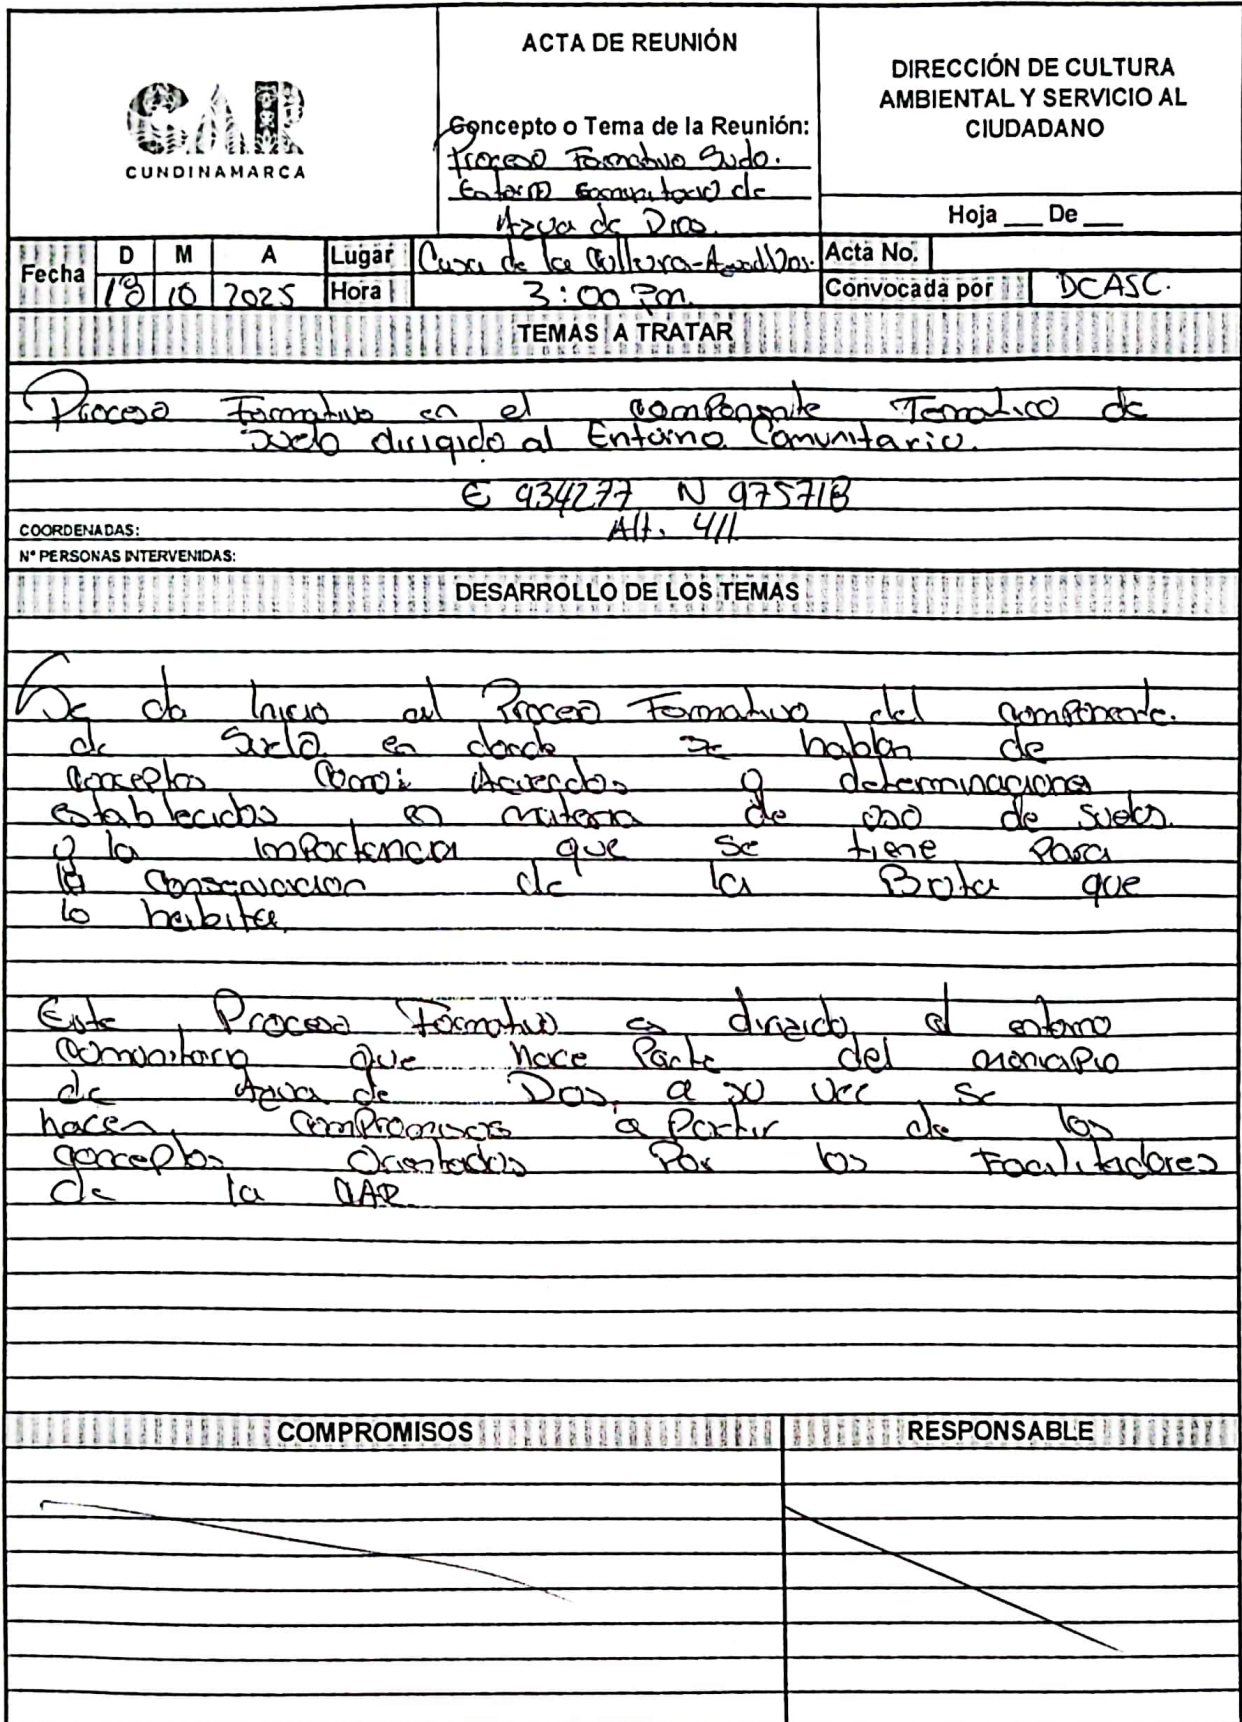 CAR
CUNDINAMARCA
ACTA DE REUNIÓN
Concepto o Tema de la Reunión:
Proceso Formativo Suelo.
Entorno Comunitario de
Agua de Dios.
DIRECCIÓN DE CULTURA
AMBIENTAL Y SERVICIO AL
CIUDADANO
Hoja ___ De ___
Fecha D M A
18 10 2025
Lugar Casa de la Cultura-Agua d Dios.
Hora 3:00 Pm.
Acta No.
Convocada por DCASC.
TEMAS A TRATAR
Proceso Formativo en el componente Tematico de
Suelo dirigido al Entorno Comunitario.
E 934277 N 975718
COORDENADAS: Alt. 411
N° PERSONAS INTERVENIDAS:
DESARROLLO DE LOS TEMAS
Se da Inicio al Proceso Formativo del componente.
de Suelo en donde se hablan de
conceptos como: Acuerdos o determinaciones
establecidos en materia de uso de suelos.
y la importancia que se tiene Para
la Conservacion de la Biota que
lo habita.
Este Proceso Formativo es dirigido al entorno
Comunitario que hace Parte del municipio
de Agua de Dios, a su vez se
hacen compromisos a Partir de los
conceptos Orientados Por los Facilitadores
de la CAR.
COMPROMISOS
RESPONSABLE